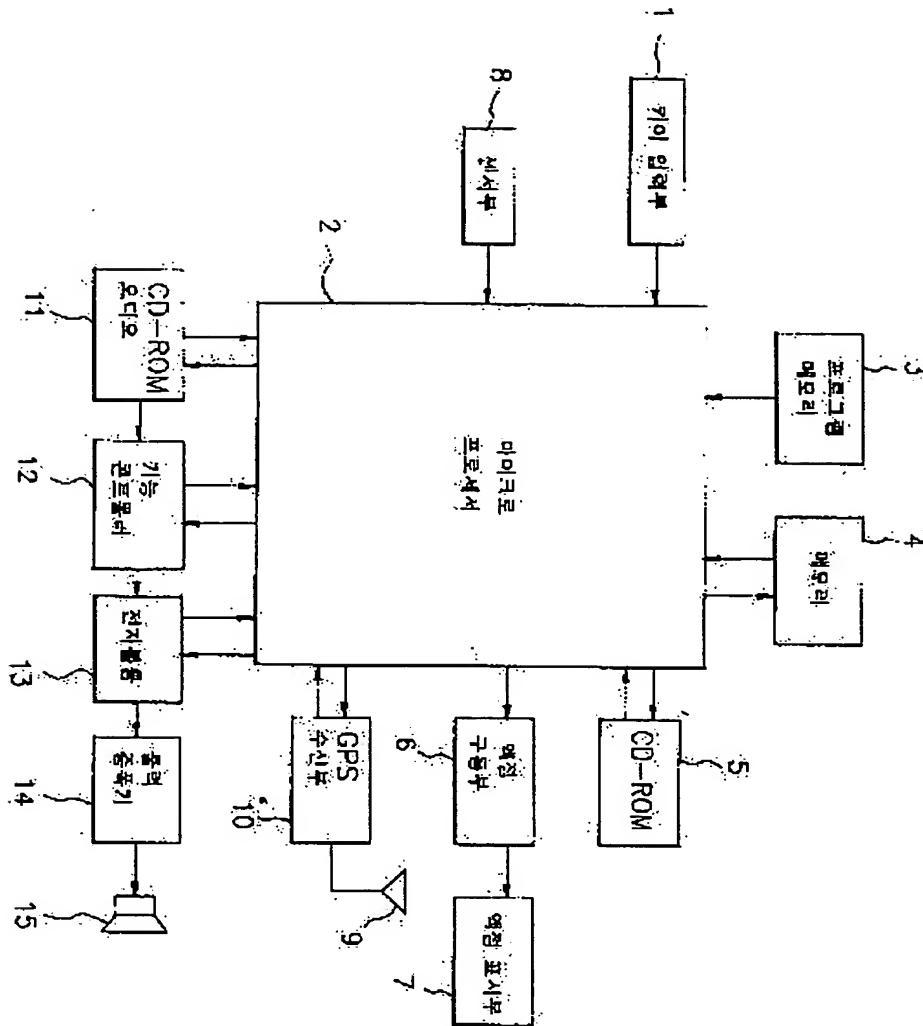 3
프로그램
메모리
4
메모리
1
키이 입력부
CD-ROM
5
8
센서부
마이크로
프로세서
6
액정
구동부
7
액정 표시부
2
GPS
수신부
10
9
CD-ROM
오디오
11
기능
콘트롤러
12
전자볼륨
13
출력
증폭기
14
15